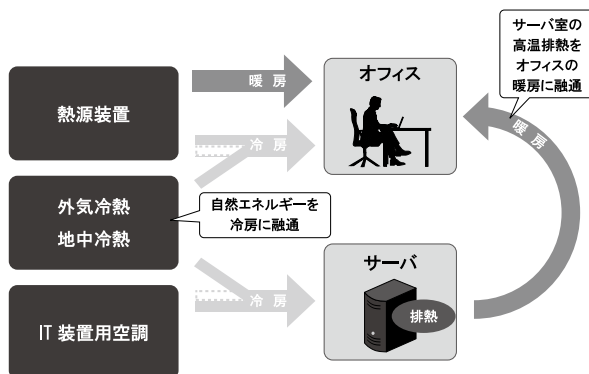 熱源装置
外気冷熱
地中冷熱
IT 装置用空調
暖 房
冷 房
自然エネルギーを
冷房に融通
冷 房
オフィス
サーバ
排熱
暖房
サーバ室の
高温排熱を
オフィスの
暖房に融通